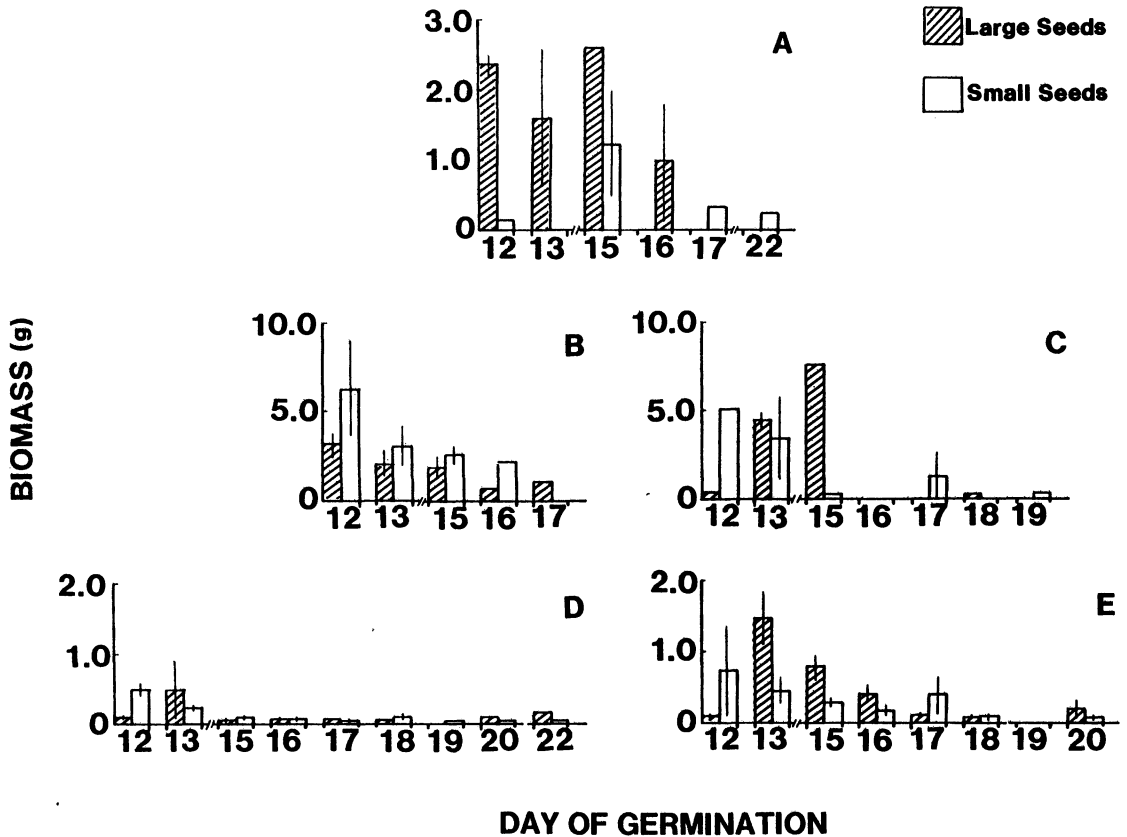 A
Large Seeds
Small Seeds
3.0
2.0
1.0
0
12 13 15 16 17 22
BIOMASS (g)
B
10.0
5.0
0
12 13 15 16 17
C
10.0
5.0
0
12 13 15 16 17 18 19
D
2.0
1.0
0
12 13 15 16 17 18 19 20 22
E
2.0
1.0
0
12 13 15 16 17 18 19 20
DAY OF GERMINATION